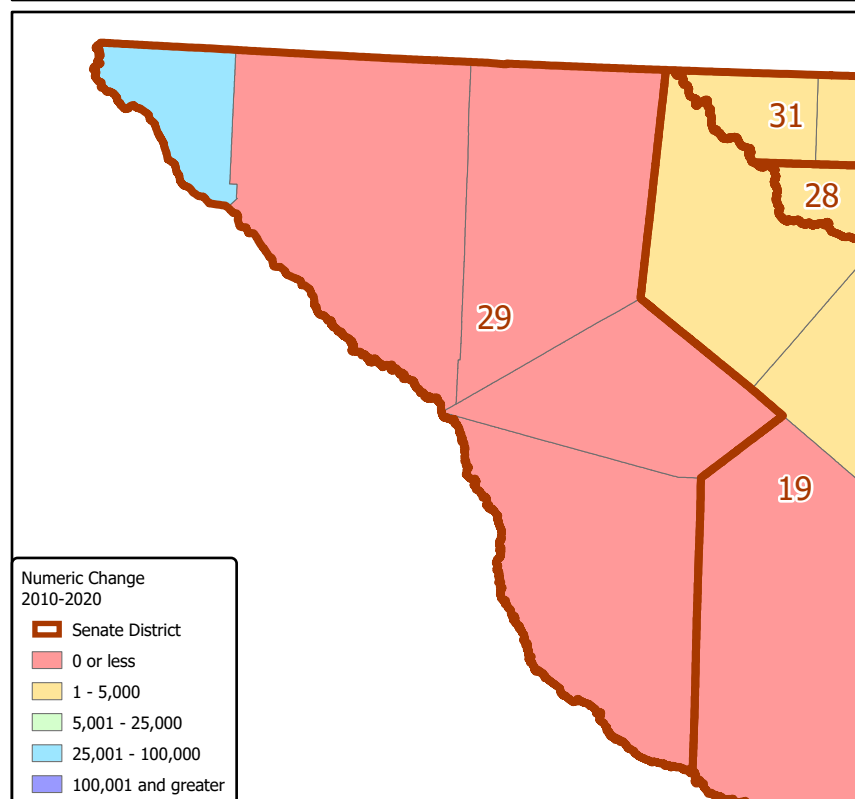 31
28
29
19
Numeric Change
2010-2020
Senate District
0 or less
1 - 5,000
5,001 - 25,000
25,001 - 100,000
100,001 and greater